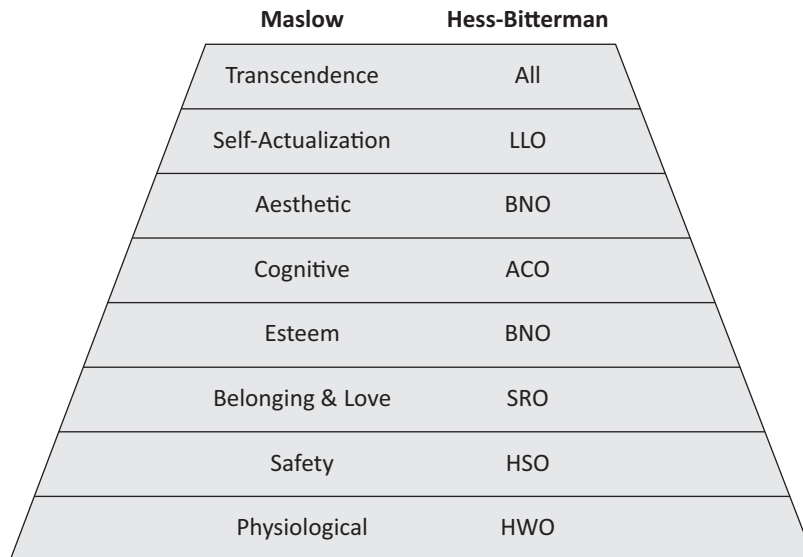 Maslow Hess-Bitterman
Transcendence All
Self-Actualization LLO
Aesthetic BNO
Cognitive ACO
Esteem BNO
Belonging & Love SRO
Safety HSO
Physiological HWO